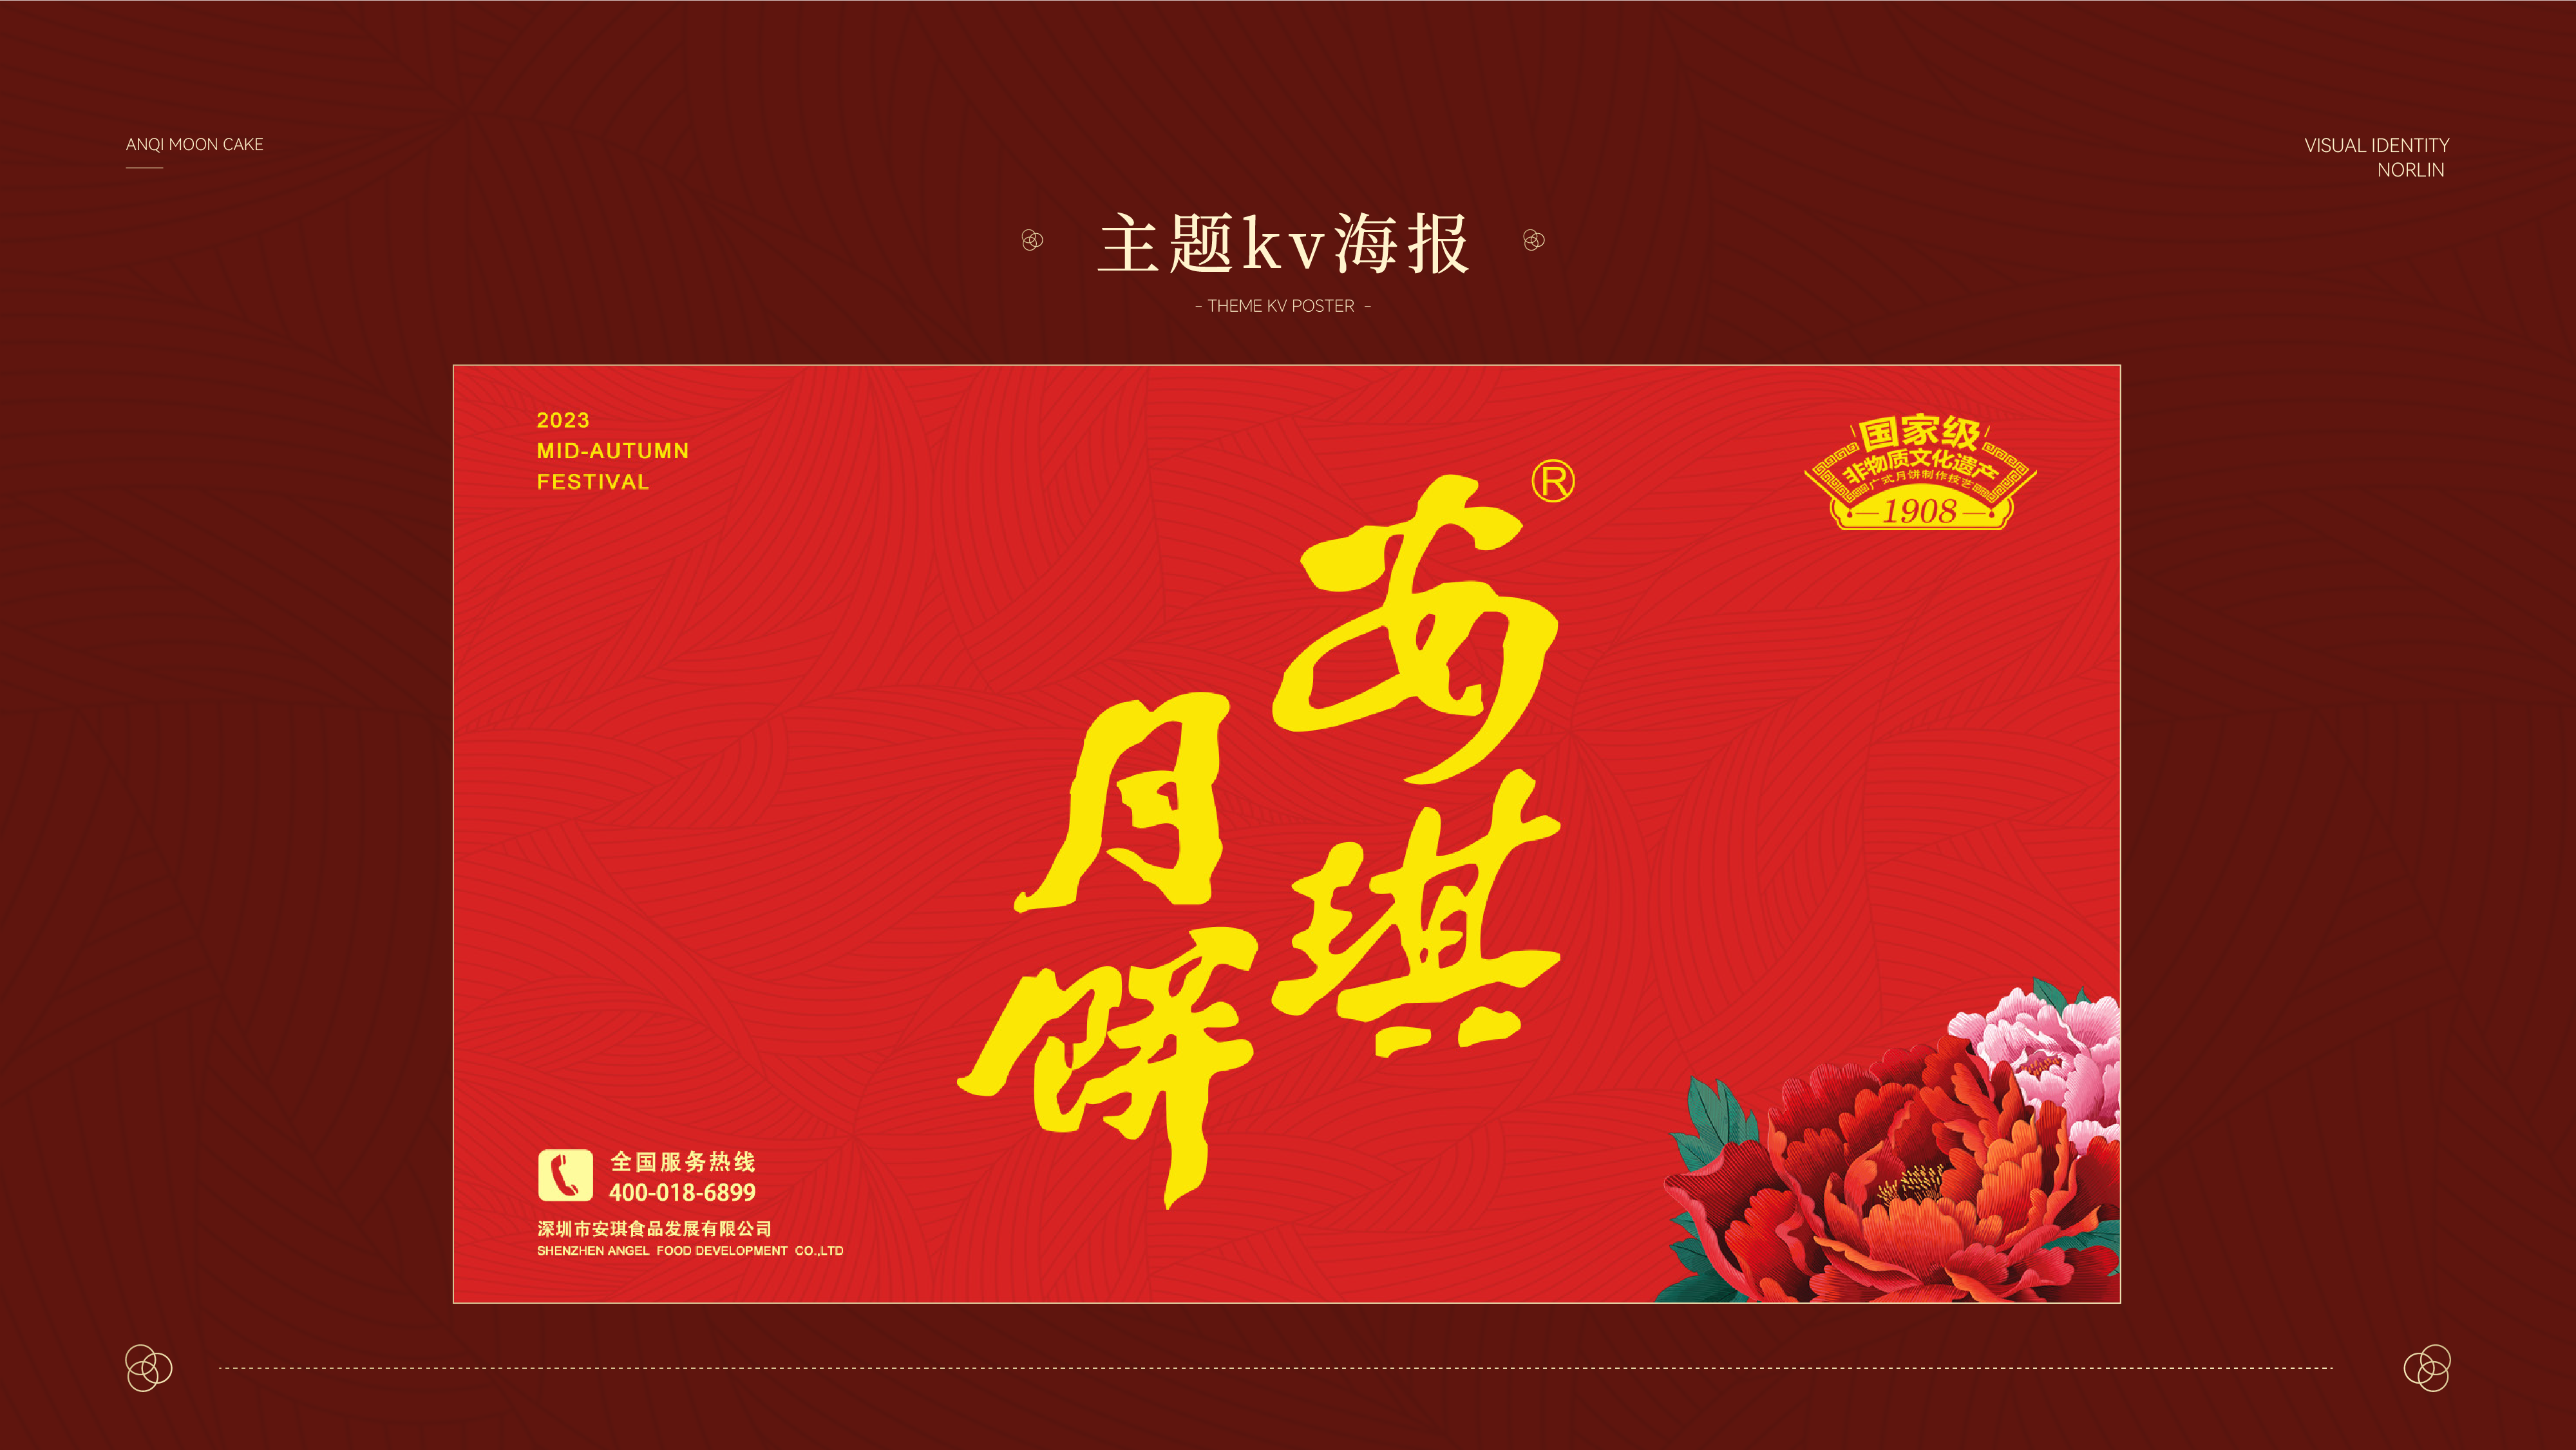 ANQI MOON CAKE
VISUAL IDENTITY
NORLIN
主题kv海报
- THEME KV POSTER -
2023
MID-AUTUMN
FESTIVAL
国家级
非物质文化遗产
广式月饼制作技艺
1908
安琪
®
月饼
全国服务热线
400-018-6899
深圳市安琪食品发展有限公司
SHENZHEN ANGEL FOOD DEVELOPMENT CO.,LTD